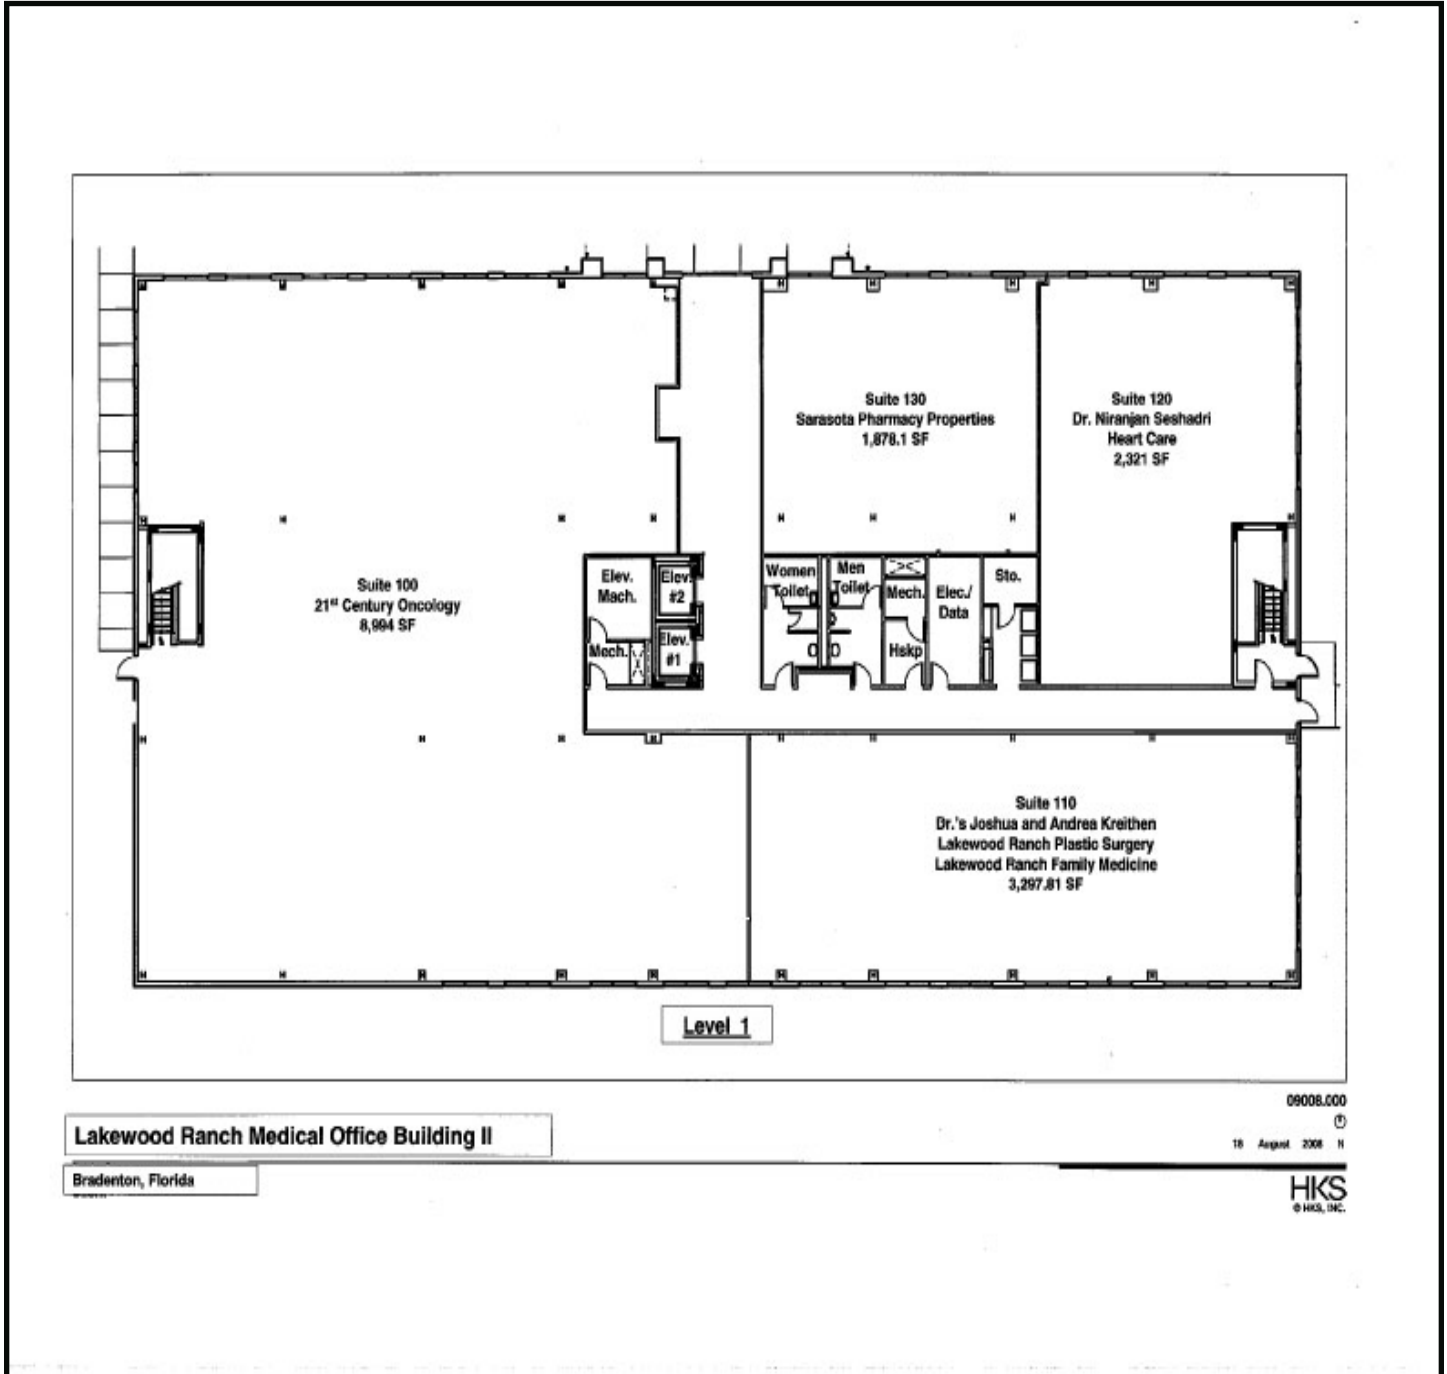 Suite 130
Sarasota Pharmacy Properties
1,878.1 SF
Suite 120
Dr. Niranjan Seshadri
Heart Care
2,321 SF
Suite 100
21st Century Oncology
8,994 SF
Elev.
Mach.
Elev.
#2
Mech.
Elev.
#1
Women
Toilet
Men
Toilet
Mech.
Hskp
Elec./
Data
Sto.
Suite 110
Dr.'s Joshua and Andrea Kreithen
Lakewood Ranch Plastic Surgery
Lakewood Ranch Family Medicine
3,297.81 SF
Level 1
09008.000
Lakewood Ranch Medical Office Building II
18 August 2008 N
Bradenton, Florida
HKS
© HKS, INC.